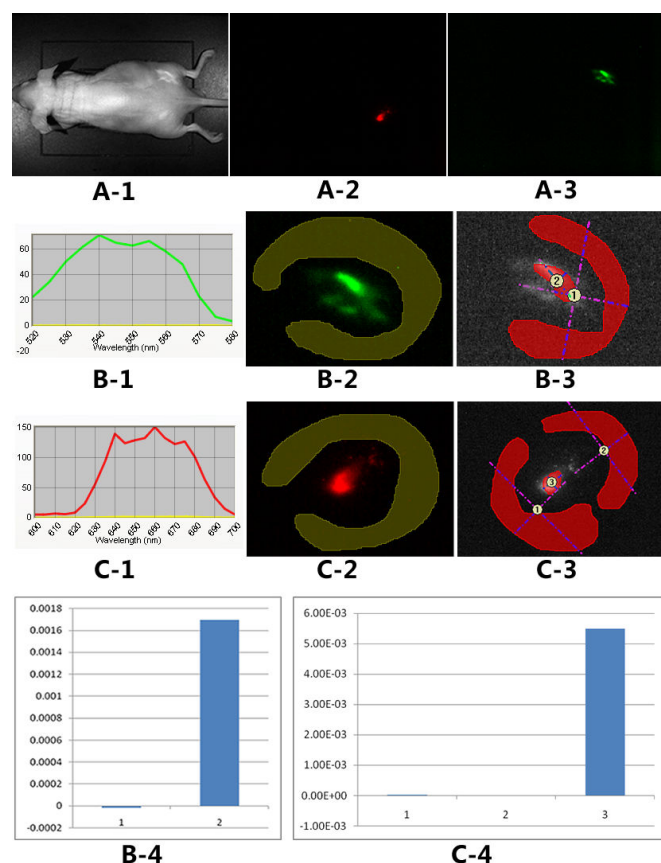 A-1 A-2 A-3
60
40
20
0
-20
520 530 540 550 560 570 580
Wavelength (nm)
2
1
B-1 B-2 B-3
150
100
50
0
600 610 620 630 640 650 660 670 680 690 700
Wavelength (nm)
2
3
1
C-1 C-2 C-3
0.0018
0.0016
0.0014
0.0012
0.001
0.0008
0.0006
0.0004
0.0002
0
-0.0002
1 2
B-4
6.00E-03
5.00E-03
4.00E-03
3.00E-03
2.00E-03
1.00E-03
0.00E+00
-1.00E-03
1 2 3
C-4